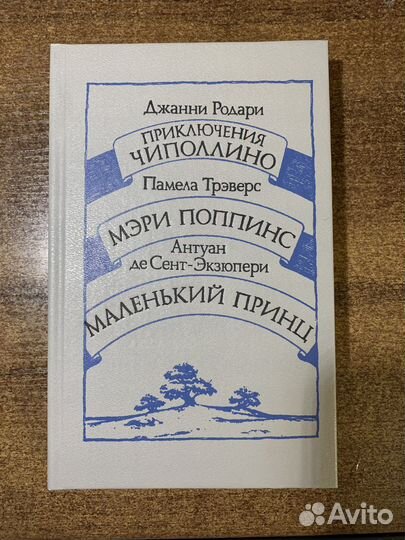 Джанни Родари
ПРИКЛЮЧЕНИЯ
ЧИПОЛЛИНО
Памела Трэверс
МЭРИ ПОППИНС
Антуан
де Сент-Экзюпери
МАЛЕНЬКИЙ ПРИНЦ
Avito